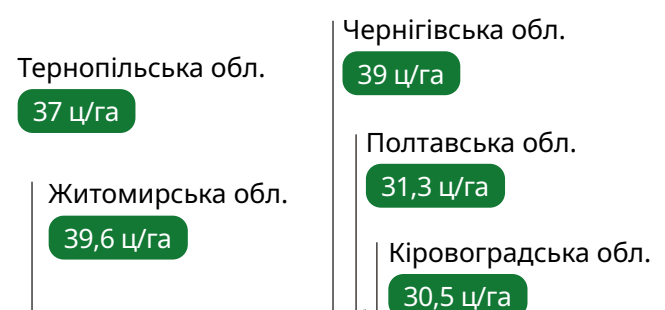 Чернігівська обл.
39 ц/га
Тернопільська обл.
37 ц/га
Полтавська обл.
31,3 ц/га
Житомирська обл.
39,6 ц/га
Кіровоградська обл.
30,5 ц/га